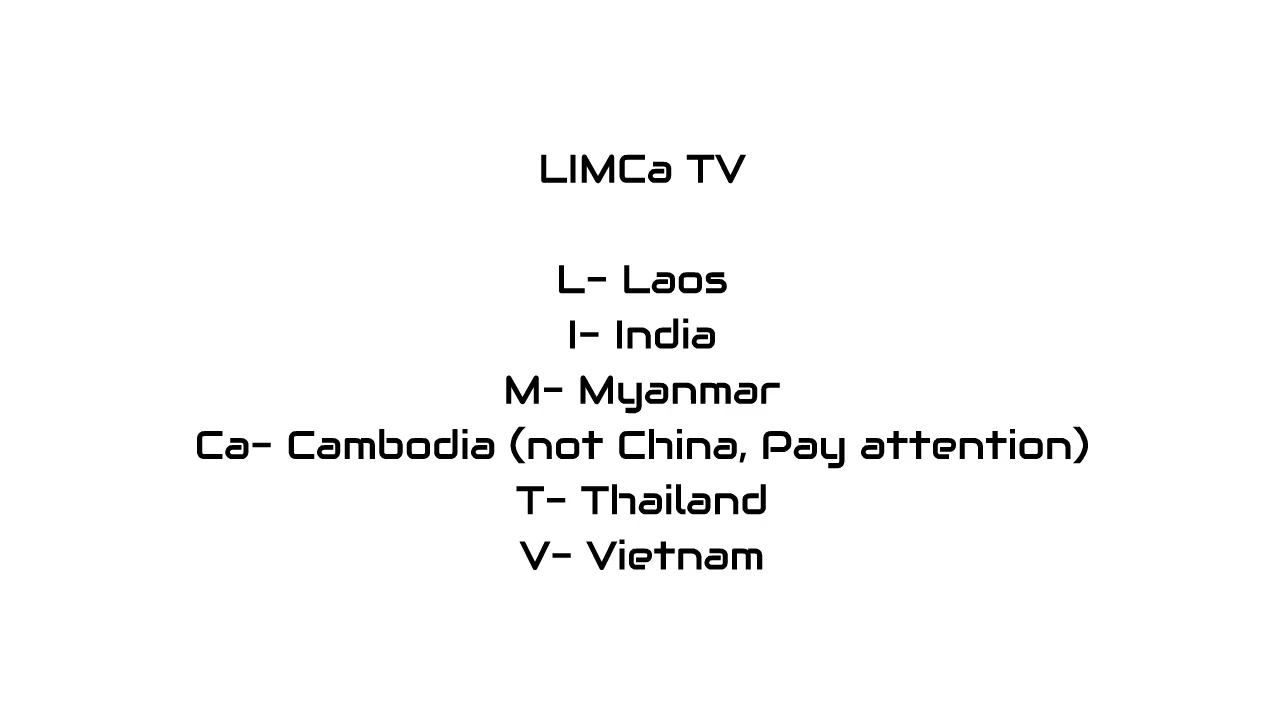 LIMCa TV
L- Laos
I- India
M- Myanmar
Ca- Cambodia (not China, Pay attention)
T- Thailand
V- Vietnam